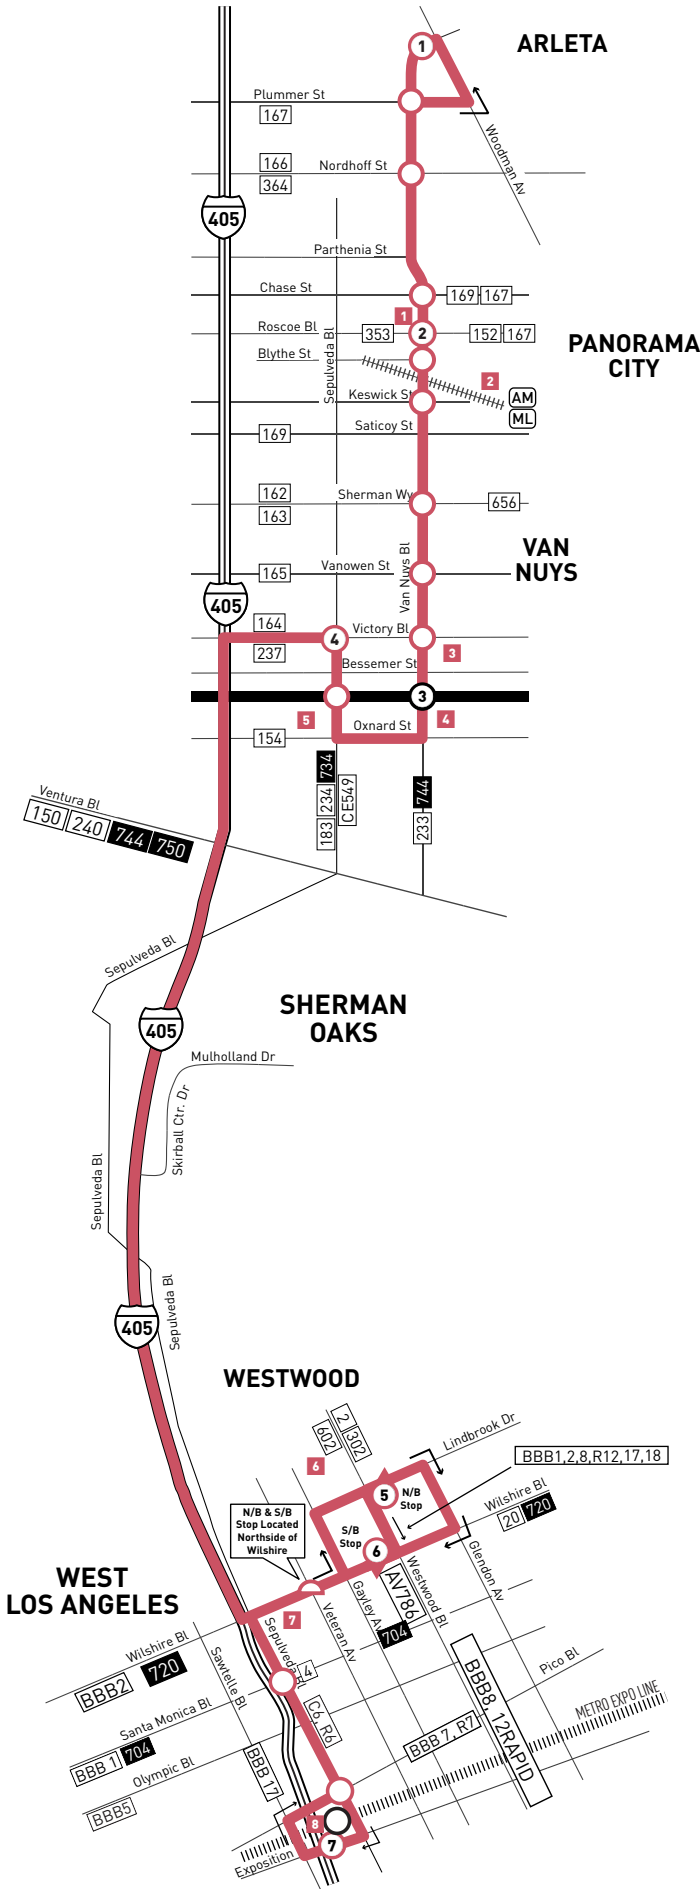 1
ARLETA
Plummer St
167
Woodman Av
166
Nordhoff St
364
405
Parthenia St
Chase St
169 167
1
Roscoe Bl
353
2
152 167
PANORAMA
CITY
Blythe St
Sepulveda Bl
2
Keswick St
AM
ML
Saticoy St
169
162
Sherman Wy
163
656
VAN
NUYS
Van Nuys Bl
Vanowen St
165
405
164
4
Victory Bl
237
3
Bessemer St
3
5
4
Oxnard St
154
734
183 234
CE549
744
233
Ventura Bl
150 240 744 750
Sepulveda Bl
SHERMAN
OAKS
405
Mulholland Dr
Skirball Ctr. Dr
Sepulveda Bl
Sepulveda Bl
405
WESTWOOD
2
602
302
Lindbrook Dr
6
BBB1,2,8,R12,17,18
5
N/B
Stop
Wilshire Bl
20 720
N/B & S/B
Stop Located
Northside of
Wilshire
S/B
Stop
6
Glendon Av
WEST
LOS ANGELES
AV786
Westwood Bl
Gayley Av
704
7
Veteran Av
Wilshire Bl
720
BBB2
Sepulveda Bl
Sawtelle Bl
4
Santa Monica Bl
BBB 1 704
C6, R6
Pico Bl
BBB8, 12RAPID
METRO EXPO LINE
BBB 7, R7
Olympic Bl
BBB5
BBB 17
8
7
Exposition